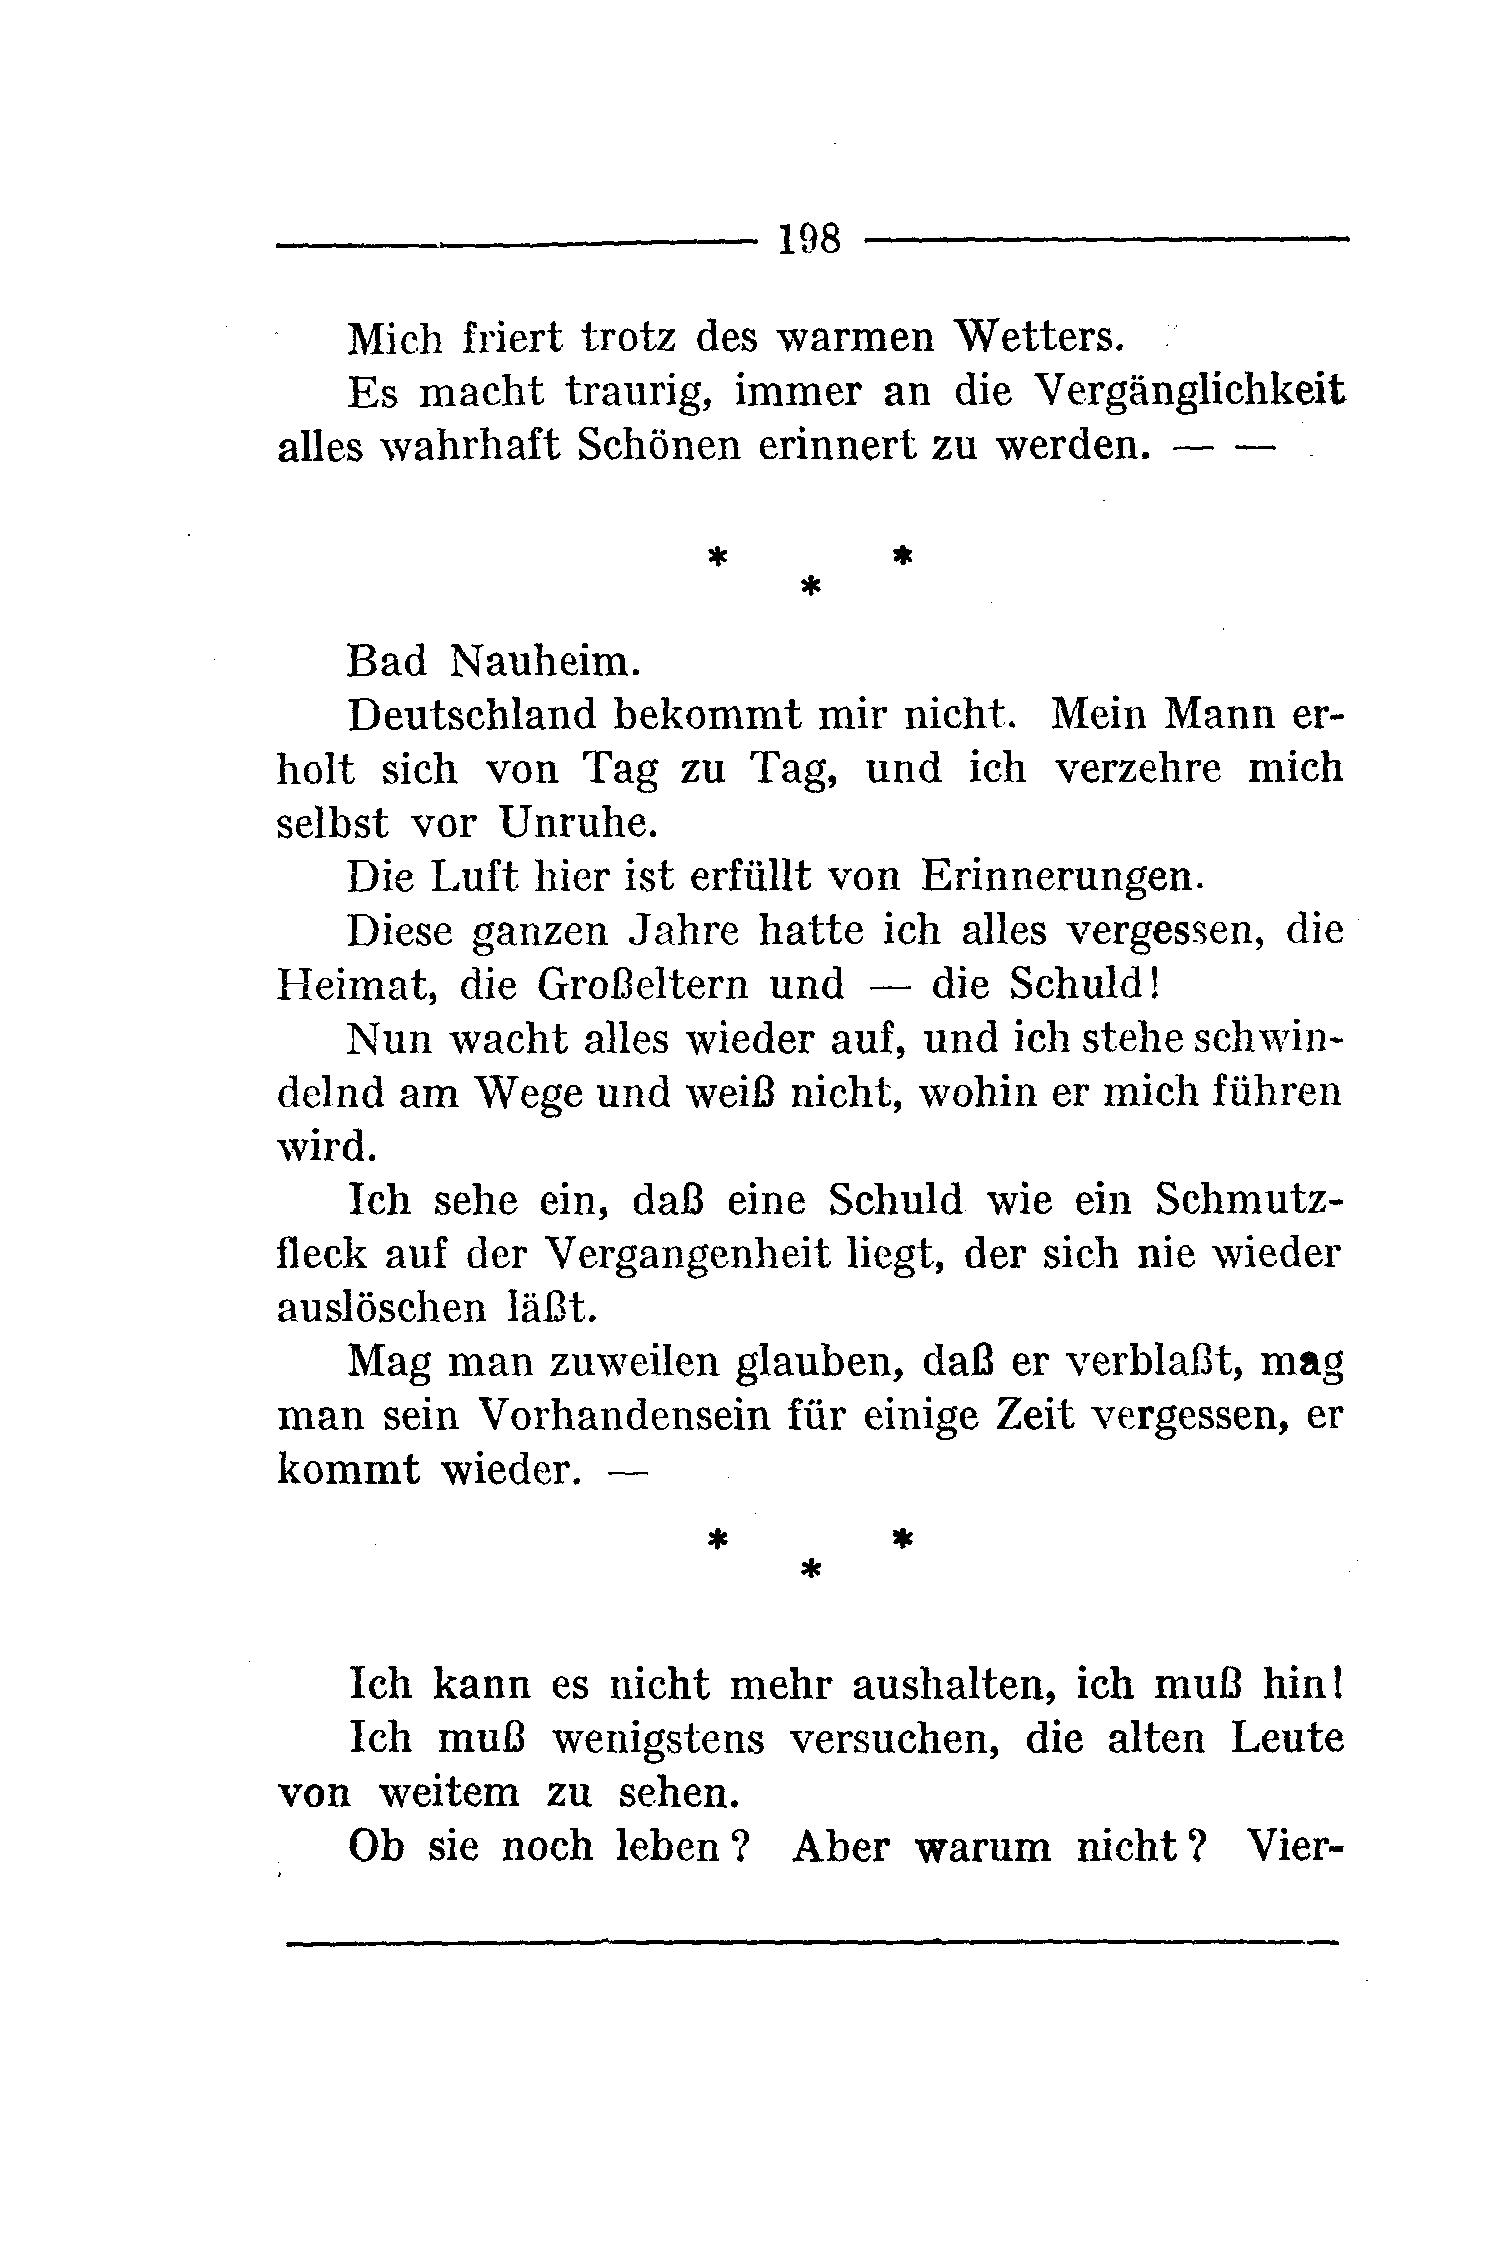 198
Mich friert trotz des warmen Wetters.
Es macht traurig, immer an die Vergänglichkeit
alles wahrhaft Schönen erinnert zu werden. — —
* *
*
Bad Nauheim.
Deutschland bekommt mir nicht. Mein Mann er-
holt sich von Tag zu Tag, und ich verzehre mich
selbst vor Unruhe.
Die Luft hier ist erfüllt von Erinnerungen.
Diese ganzen Jahre hatte ich alles vergessen, die
Heimat, die Großeltern und — die Schuld!
Nun wacht alles wieder auf, und ich stehe schwin-
delnd am Wege und weiß nicht, wohin er mich führen
wird.
Ich sehe ein, daß eine Schuld wie ein Schmutz-
fleck auf der Vergangenheit liegt, der sich nie wieder
auslöschen läßt.
Mag man zuweilen glauben, daß er verblaßt, mag
man sein Vorhandensein für einige Zeit vergessen, er
kommt wieder. —
* *
*
Ich kann es nicht mehr aushalten, ich muß hin!
Ich muß wenigstens versuchen, die alten Leute
von weitem zu sehen.
Ob sie noch leben? Aber warum nicht? Vier-